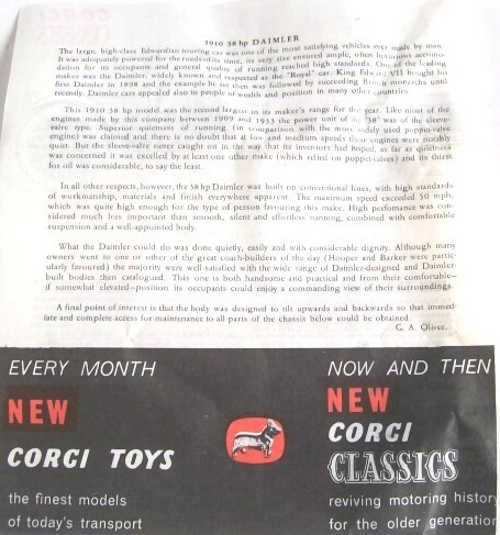 1910 38 hp DAIMLER
The large, high-class Edwardian touring car was one of the most satisfying vehicles ever made by man.
It was adequately powered for the roads of its time, its very size ensured ample, often luxurious accommo-
dation for its occupants and general quality of running reached high standards. One of the leading
makes was the Daimler, widely known and respected as the "Royal" car. King Edward VII bought his
first Daimler in 1898 and the example he set then was followed by succeeding British monarchs until
recently. Daimler cars appealed also to people of wealth and position in many other countries.
This 1910 38 hp model was the second largest in its maker's range for the year. Like most of the
engines made by this company between 1909 and 1933 the power unit of the "38" was of the sleeve-
valve type. Superior quietness of running (in comparison with the more widely used poppet-valve
engine) was claimed and there is no doubt that at low and medium speeds these engines were notably
quiet. But the sleeve-valve never caught on in the way that its inventors had hoped, as far as quietness
was concerned it was excelled by at least one other make (which relied on poppet-valves) and its thirst
for oil was considerable, to say the least.
In all other respects, however, the 38 hp Daimler was built on conventional lines, with high standards
of workmanship, materials and finish everywhere apparent. The maximum speed exceeded 50 mph,
which was quite high enough for the type of person favouring this make. High perfomance was con-
sidered much less important than smooth, silent and effortless running, combined with comfortable
suspension and a well-appointed body.
What the Daimler could do was done quietly, easily and with considerable dignity. Although many
owners went to one or other of the great coach-builders of the day (Hooper and Barker were partic-
ularly favoured) the majority were well satisfied with the wide range of Daimler-designed and Daimler-
built bodies then catalogued. This one is both handsome and practical and from their comfortable—
if somewhat elevated—position its occupants could enjoy a commanding view of their surroundings.
A final point of interest is that the body was designed to tilt upwards and backwards so that immed-
iate and complete access for maintenance to all parts of the chassis below could be obtained.
G. A. Oliver.
EVERY MONTH
NEW
CORGI TOYS
the finest models
of today's transport
NOW AND THEN
NEW
CORGI
CLASSICS
reviving motoring history
for the older generation